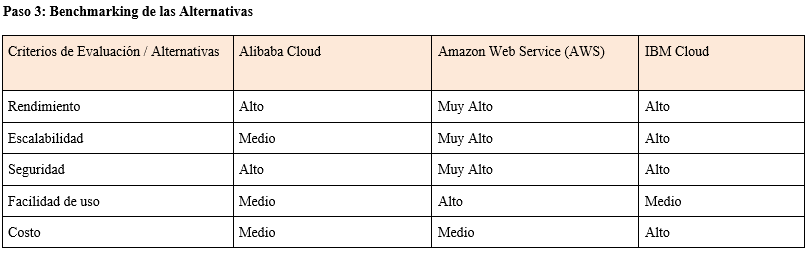 Paso 3: Benchmarking de las Alternativas
Criterios de Evaluación / Alternativas Alibaba Cloud Amazon Web Service (AWS) IBM Cloud
Rendimiento Alto Muy Alto Alto
Escalabilidad Medio Muy Alto Alto
Seguridad Alto Muy Alto Alto
Facilidad de uso Medio Alto Medio
Costo Medio Medio Alto